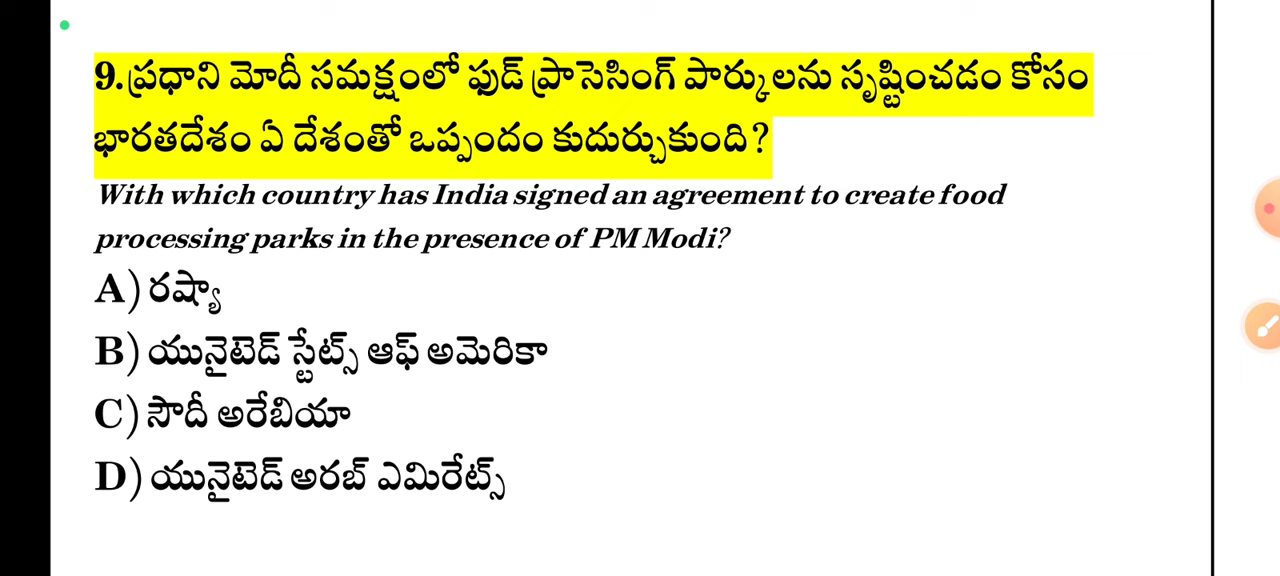 9.ప్రధాని మోదీ సమక్షంలో ఫుడ్ ప్రాసెసింగ్ పార్కులను సృష్టించడం కోసం
భారతదేశం ఏ దేశంతో ఒప్పందం కుదుర్చుకుంది?
With which country has India signed an agreement to create food
processing parks in the presence of PM Modi?
A) రష్యా
B) యునైటెడ్ స్టేట్స్ ఆఫ్ అమెరికా
C) సౌదీ అరేబియా
D) యునైటెడ్ అరబ్ ఎమిరేట్స్